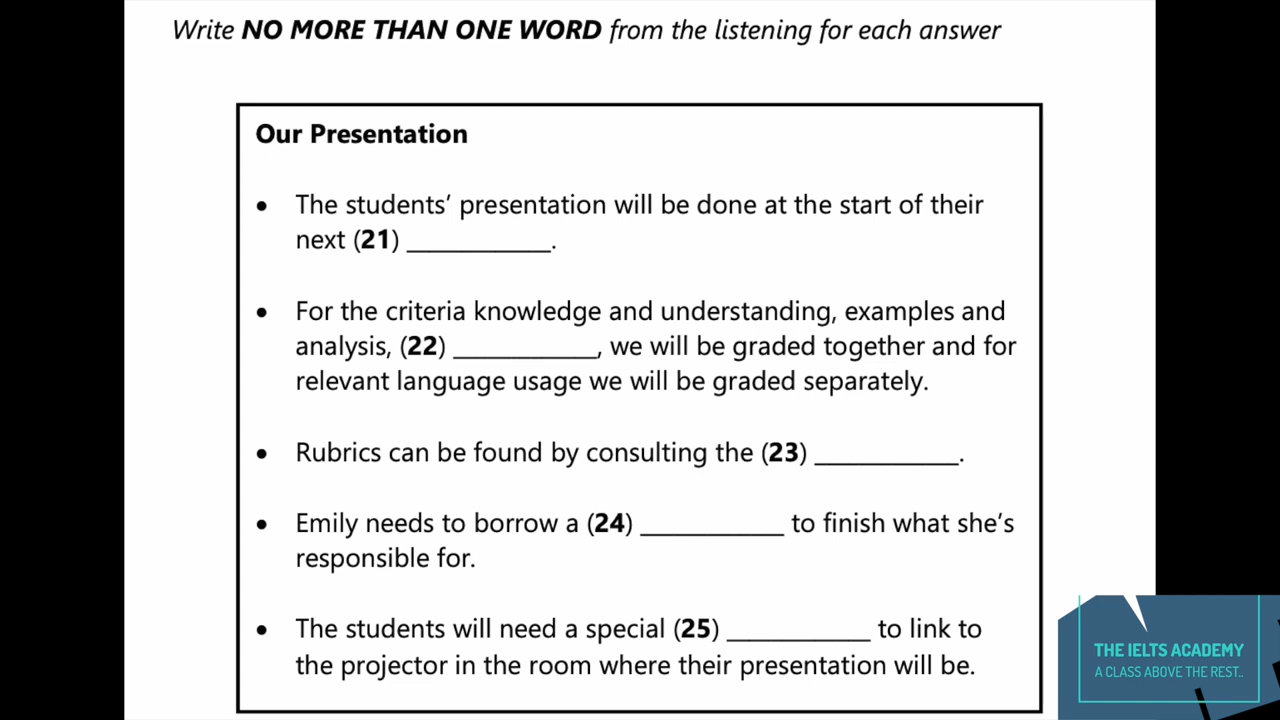 Write NO MORE THAN ONE WORD from the listening for each answer
Our Presentation
• The students’ presentation will be done at the start of their
next (21) ___________.
• For the criteria knowledge and understanding, examples and
analysis, (22) ___________, we will be graded together and for
relevant language usage we will be graded separately.
• Rubrics can be found by consulting the (23) ___________.
• Emily needs to borrow a (24) ___________ to finish what she’s
responsible for.
• The students will need a special (25) ___________ to link to
the projector in the room where their presentation will be.
THE IELTS ACADEMY
A CLASS ABOVE THE REST..